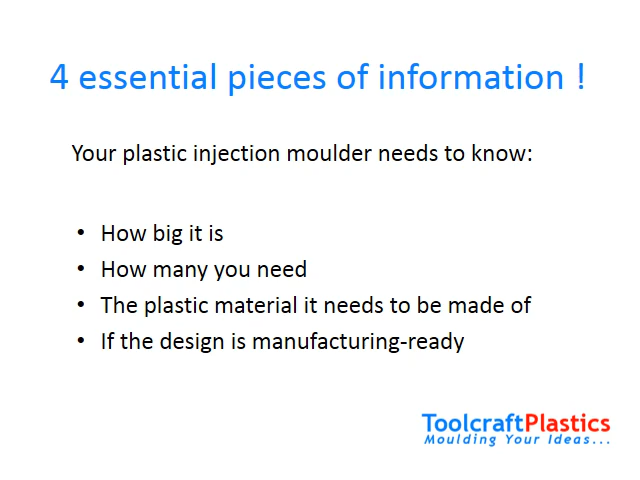 4 essential pieces of information !
Your plastic injection moulder needs to know:
• How big it is
• How many you need
• The plastic material it needs to be made of
• If the design is manufacturing-ready
ToolcraftPlastics
Moulding Your Ideas...